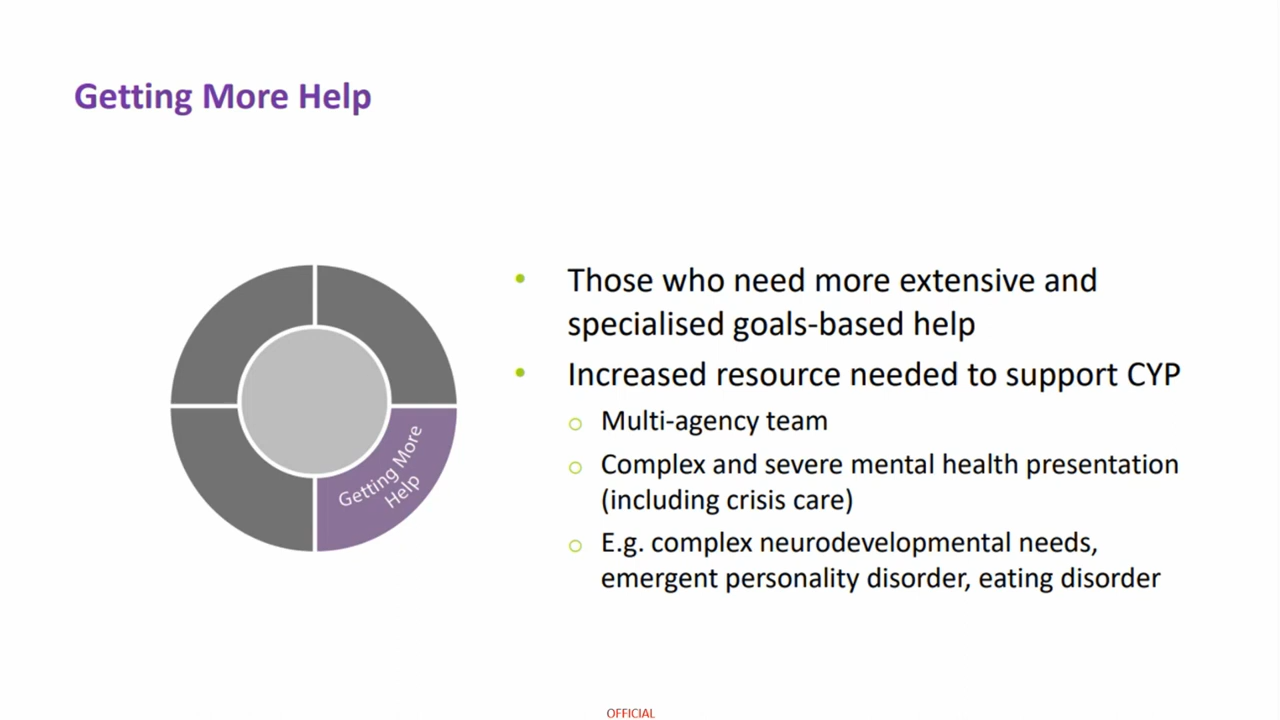 Getting More Help
Getting More
Help
• Those who need more extensive and
specialised goals-based help
• Increased resource needed to support CYP
o Multi-agency team
o Complex and severe mental health presentation
(including crisis care)
o E.g. complex neurodevelopmental needs,
emergent personality disorder, eating disorder
OFFICIAL